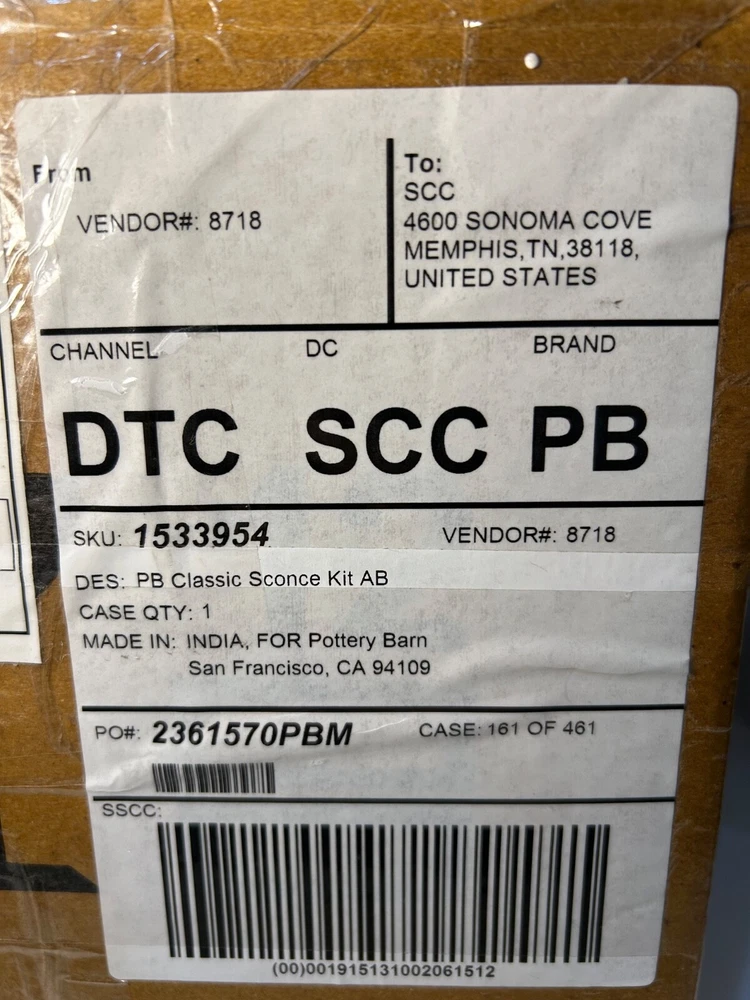 From
VENDOR#: 8718
To:
SCC
4600 SONOMA COVE
MEMPHIS,TN,38118,
UNITED STATES
CHANNEL DC BRAND
DTC SCC PB
SKU: 1533954 VENDOR#: 8718
DES: PB Classic Sconce Kit AB
CASE QTY: 1
MADE IN: INDIA, FOR Pottery Barn
San Francisco, CA 94109
PO#: 2361570PBM CASE: 161 OF 461
SSCC:
(00)001915131002061512